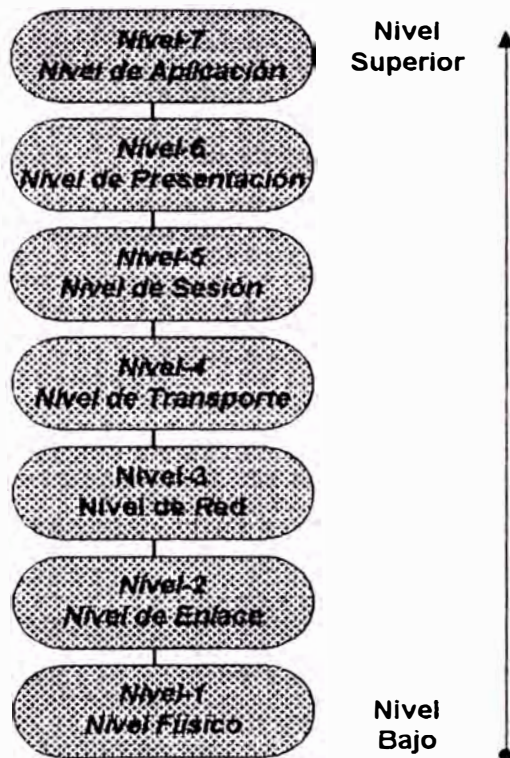 Nivel-7
Nivel de Aplicación
Nivel
Superior
Nivel-6
Nivel de Presentación
Nivel-5
Nivel de Sesión
Nivel-4
Nivel de Transporte
Nivel-3
Nivel de Red
Nivel-2
Nivel de Enlace
Nivel-1
Nivel Físico
Nivel
Bajo